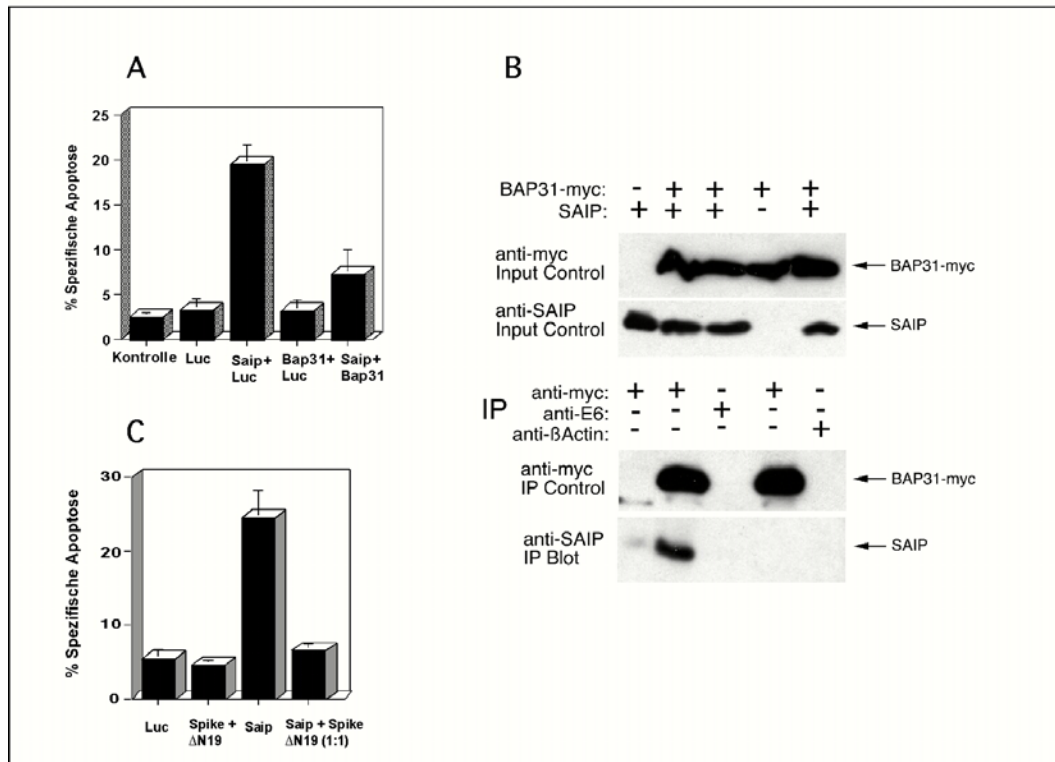 A
% Spezifische Apoptose
25
20
15
10
5
0
Kontrolle
Luc
Saip+
Luc
Bap31+
Luc
Saip+
Bap31
B
BAP31-myc: - + + + +
SAIP: + + + - +
anti-myc
Input Control
BAP31-myc
anti-SAIP
Input Control
SAIP
IP
anti-myc: + + - + -
anti-E6: - - + - -
anti-ßActin: - - - - +
anti-myc
IP Control
BAP31-myc
anti-SAIP
IP Blot
SAIP
C
% Spezifische Apoptose
30
20
10
0
Luc
Spike +
ΔN19
Saip
Saip + Spike
ΔN19 (1:1)